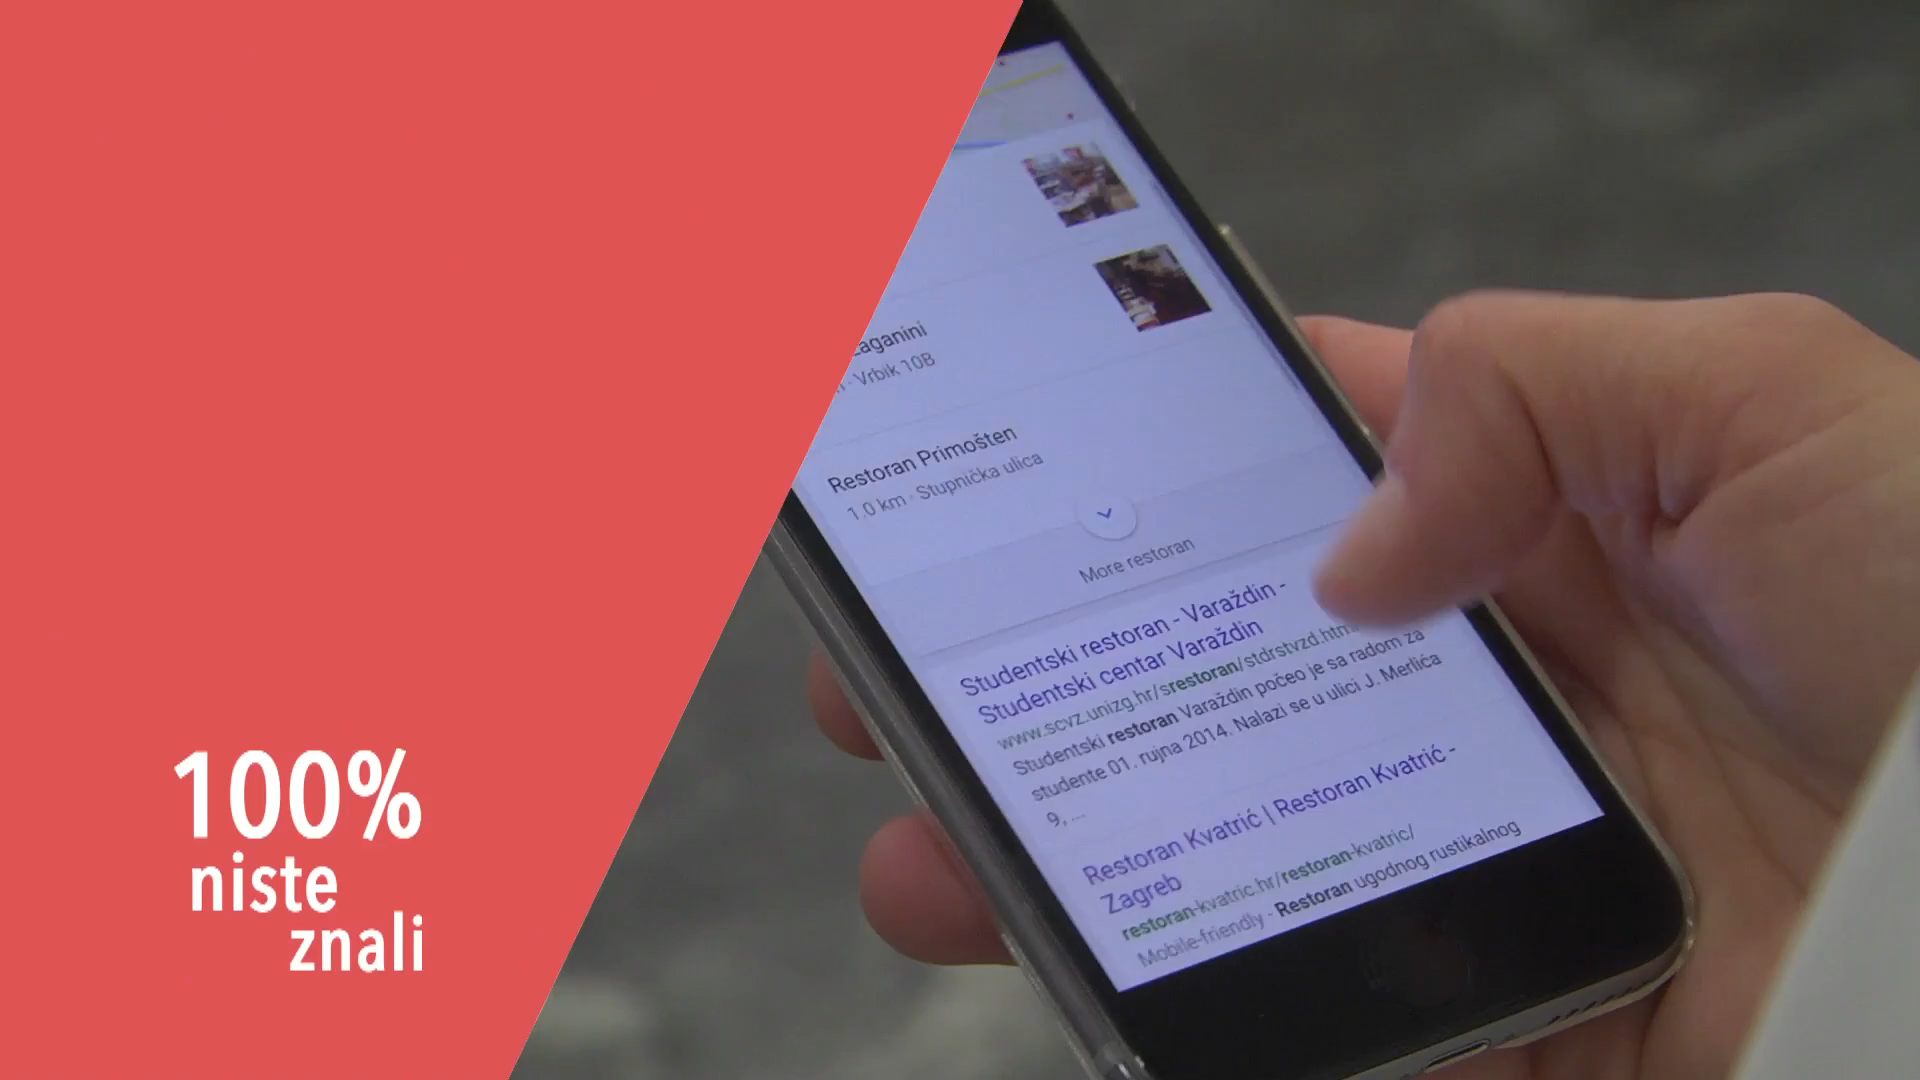 100%
niste
znali
Vrbik 10B
Restoran Primošten
1.0 km · Stupnička ulica
More restoran
Studentski restoran - Varaždin -
Studentski centar Varaždin
www.scvz.unizg.hr/srestoran/stdrstvzd.htm
Studentski restoran Varaždin počeo je sa radom za
studente 01. rujna 2014. Nalazi se u ulici J. Merlića
9, ...
Restoran Kvatrić | Restoran Kvatrić -
Zagreb
restoran-kvatric.hr/restoran-kvatric/
Mobile-friendly - Restoran ugodnog rustikalnog